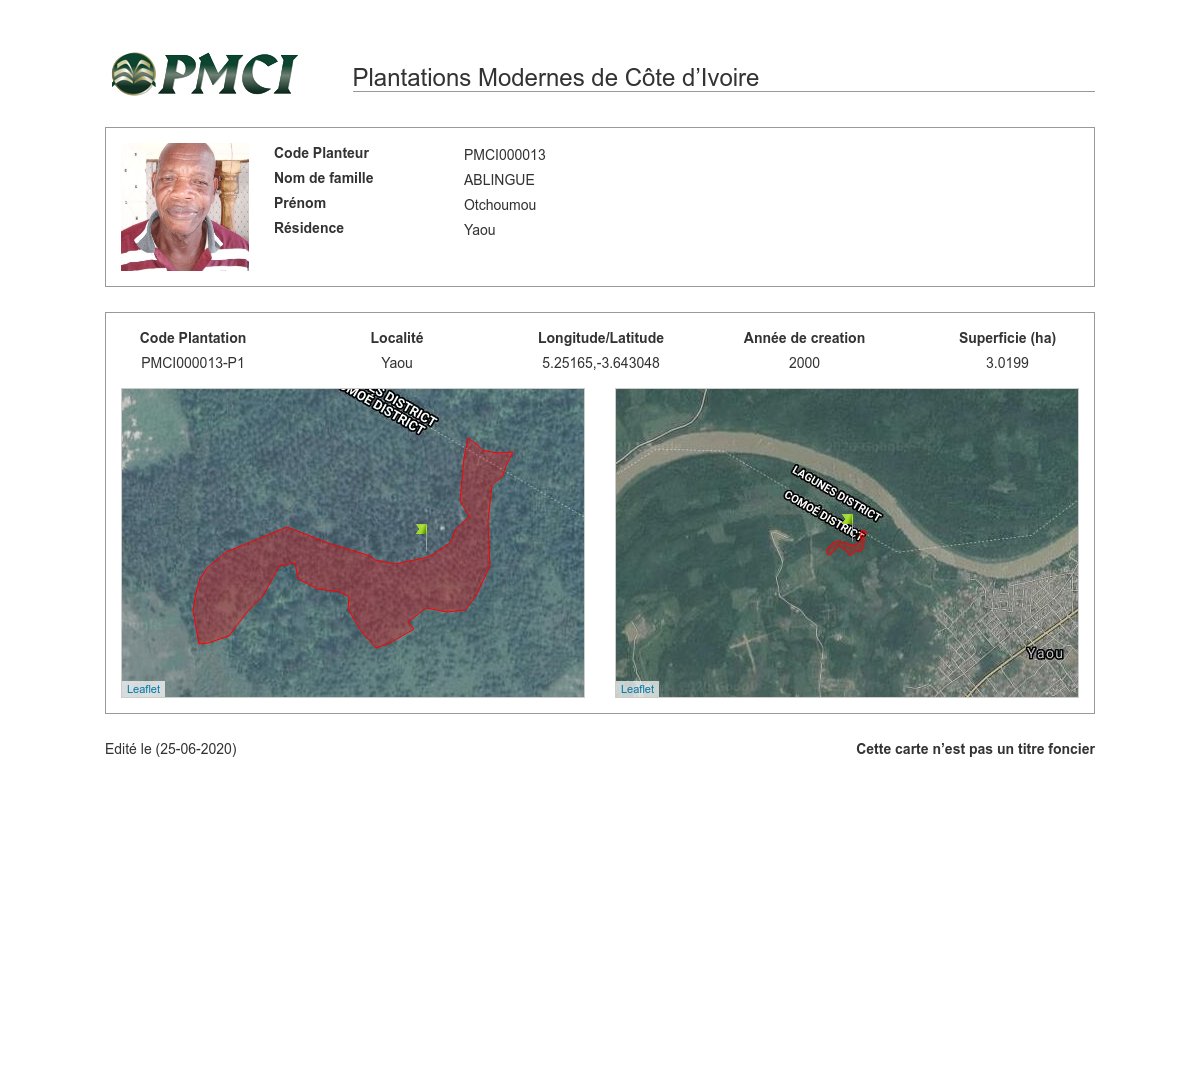 PMCI
Plantations Modernes de Côte d’Ivoire
Code Planteur PMCI000013
Nom de famille ABLINGUE
Prénom Otchoumou
Résidence Yaou
Code Plantation Localité Longitude/Latitude Année de creation Superficie (ha)
PMCI000013-P1 Yaou 5.25165,-3.643048 2000 3.0199
DISTRICT
DISTRICT
Leaflet
LAGUNES DISTRICT
COMOÉ DISTRICT
Yaou
Leaflet
Edité le (25-06-2020) Cette carte n’est pas un titre foncier